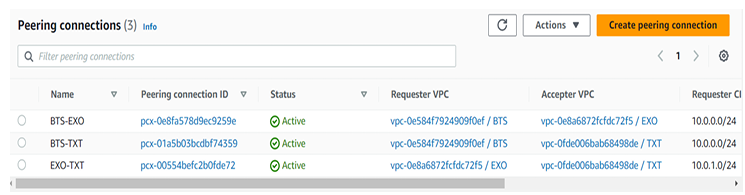 Peering connections (3) Info
Actions ▼ Create peering connection
Filter peering connections
1
Name Peering connection ID Status Requester VPC Accepter VPC Requester CI
BTS-EXO pcx-0e8fa578d9ec9259e Active vpc-0e584f7924909f0ef / BTS vpc-0e8a6872fcfdc72f5 / EXO 10.0.0.0/24
BTS-TXT pcx-01a5b03bcdbf74359 Active vpc-0e584f7924909f0ef / BTS vpc-0fde006bab68498de / TXT 10.0.0.0/24
EXO-TXT pcx-00554befc2b0fde72 Active vpc-0e8a6872fcfdc72f5 / EXO vpc-0fde006bab68498de / TXT 10.0.1.0/24